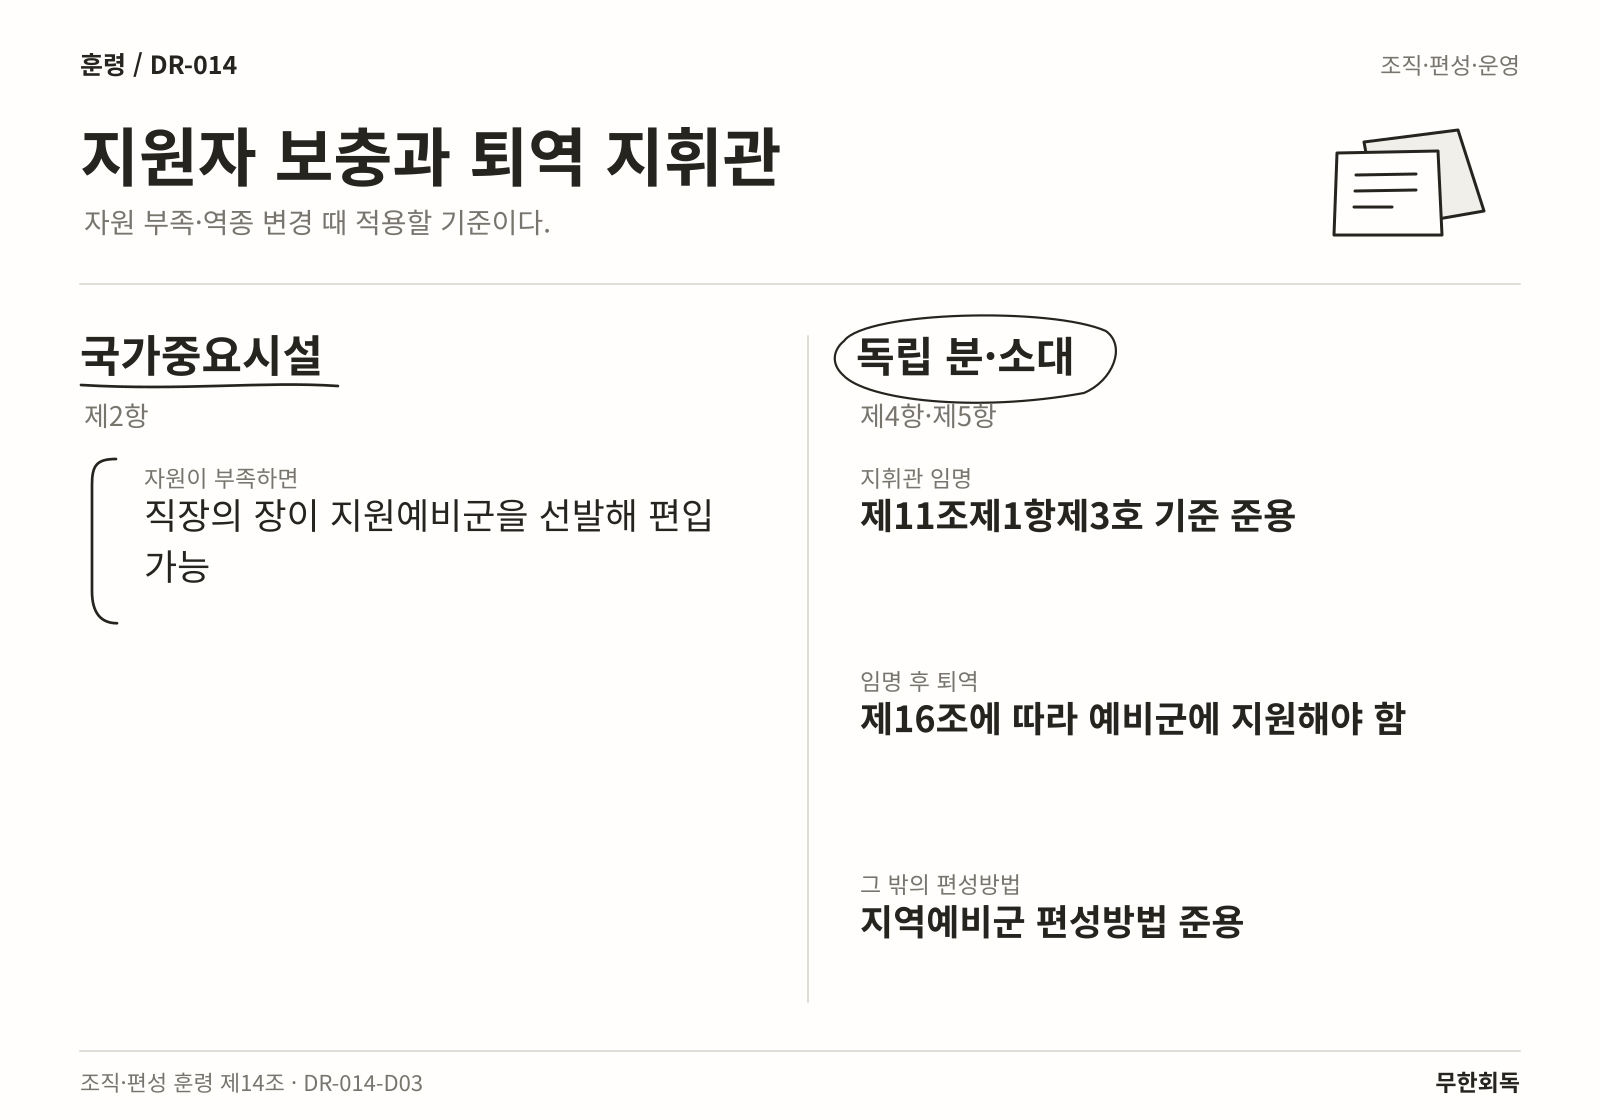 훈령 / DR-014
조직·편성·운영
지원자 보충과 퇴역 지휘관
자원 부족·역종 변경 때 적용할 기준이다.
국가중요시설
제2항
자원이 부족하면
직장의 장이 지원예비군을 선발해 편입
가능
독립 분·소대
제4항·제5항
지휘관 임명
제11조제1항제3호 기준 준용
임명 후 퇴역
제16조에 따라 예비군에 지원해야 함
그 밖의 편성방법
지역예비군 편성방법 준용
조직·편성 훈령 제14조 · DR-014-D03
무한회독